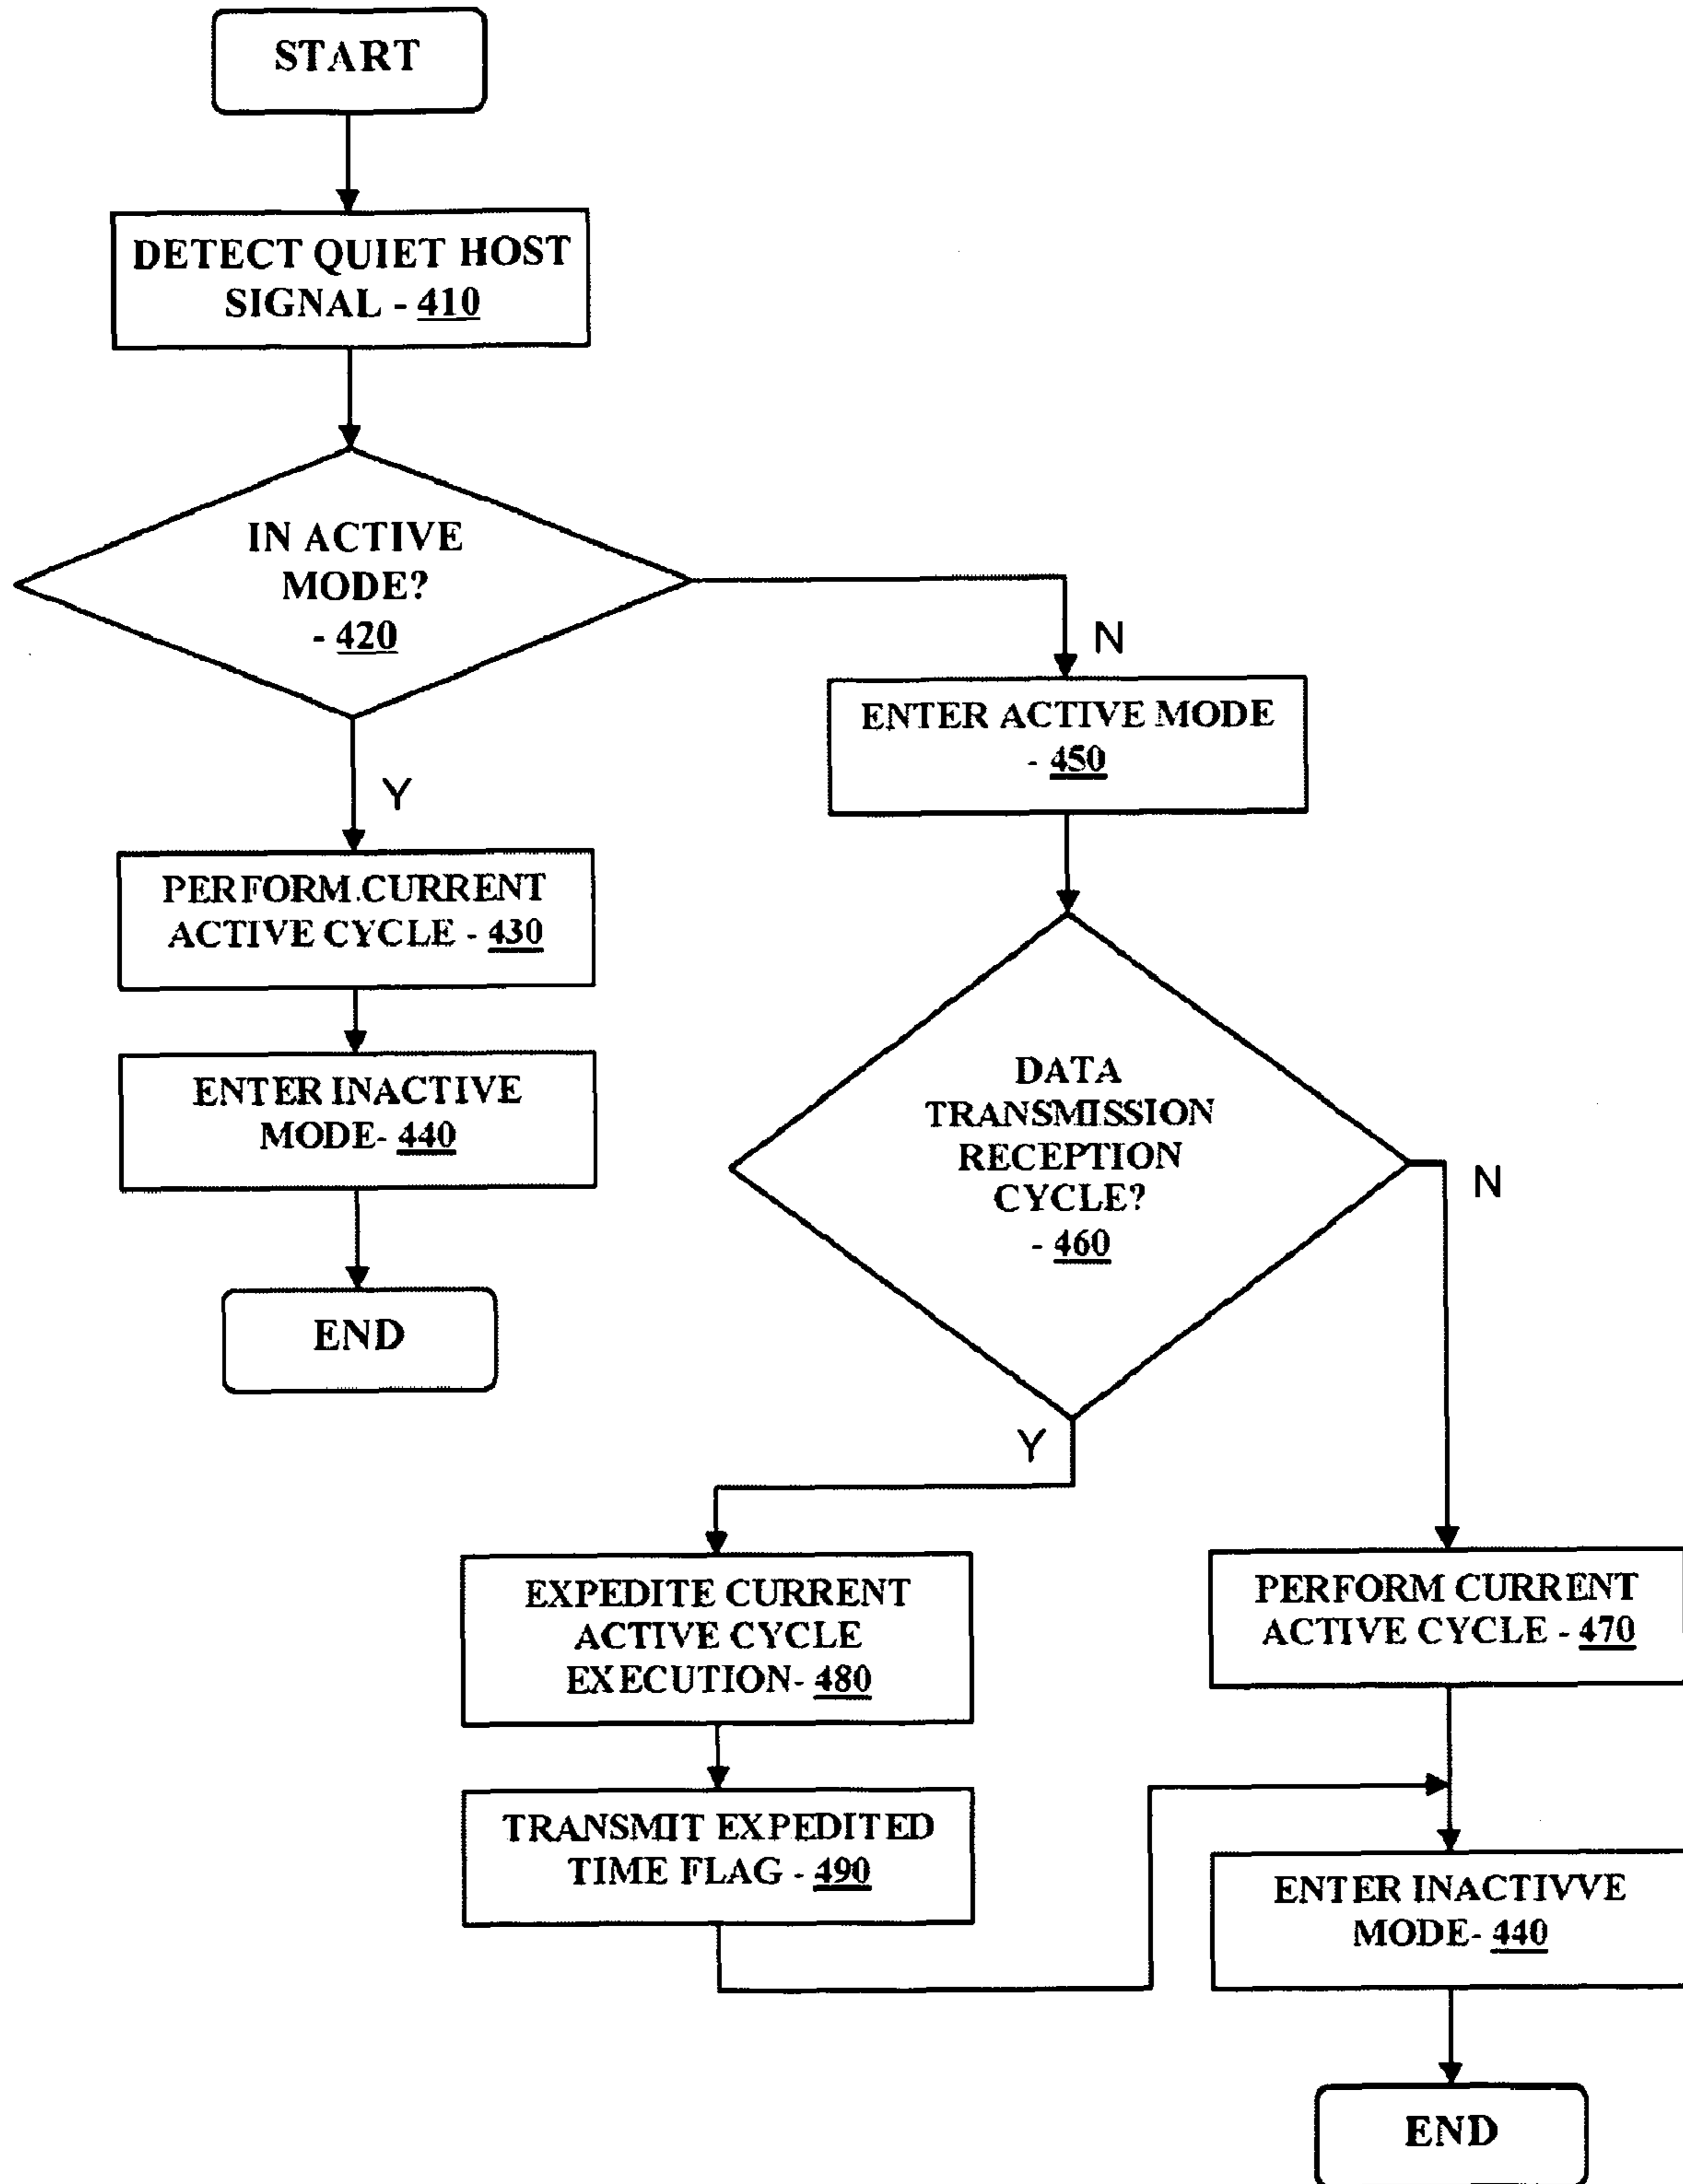 START
DETECT QUIET HOST
SIGNAL - 410
IN ACTIVE
MODE?
- 420
N
Y
ENTER ACTIVE MODE
- 450
PERFORM.CURRENT
ACTIVE CYCLE - 430
ENTER INACTIVE
MODE- 440
END
DATA
TRANSMISSION
RECEPTION
CYCLE?
- 460
N
Y
EXPEDITE CURRENT
ACTIVE CYCLE
EXECUTION- 480
PERFORM CURRENT
ACTIVE CYCLE - 470
TRANSMIT EXPEDITED
TIME FLAG - 490
ENTER INACTIVVE
MODE- 440
END